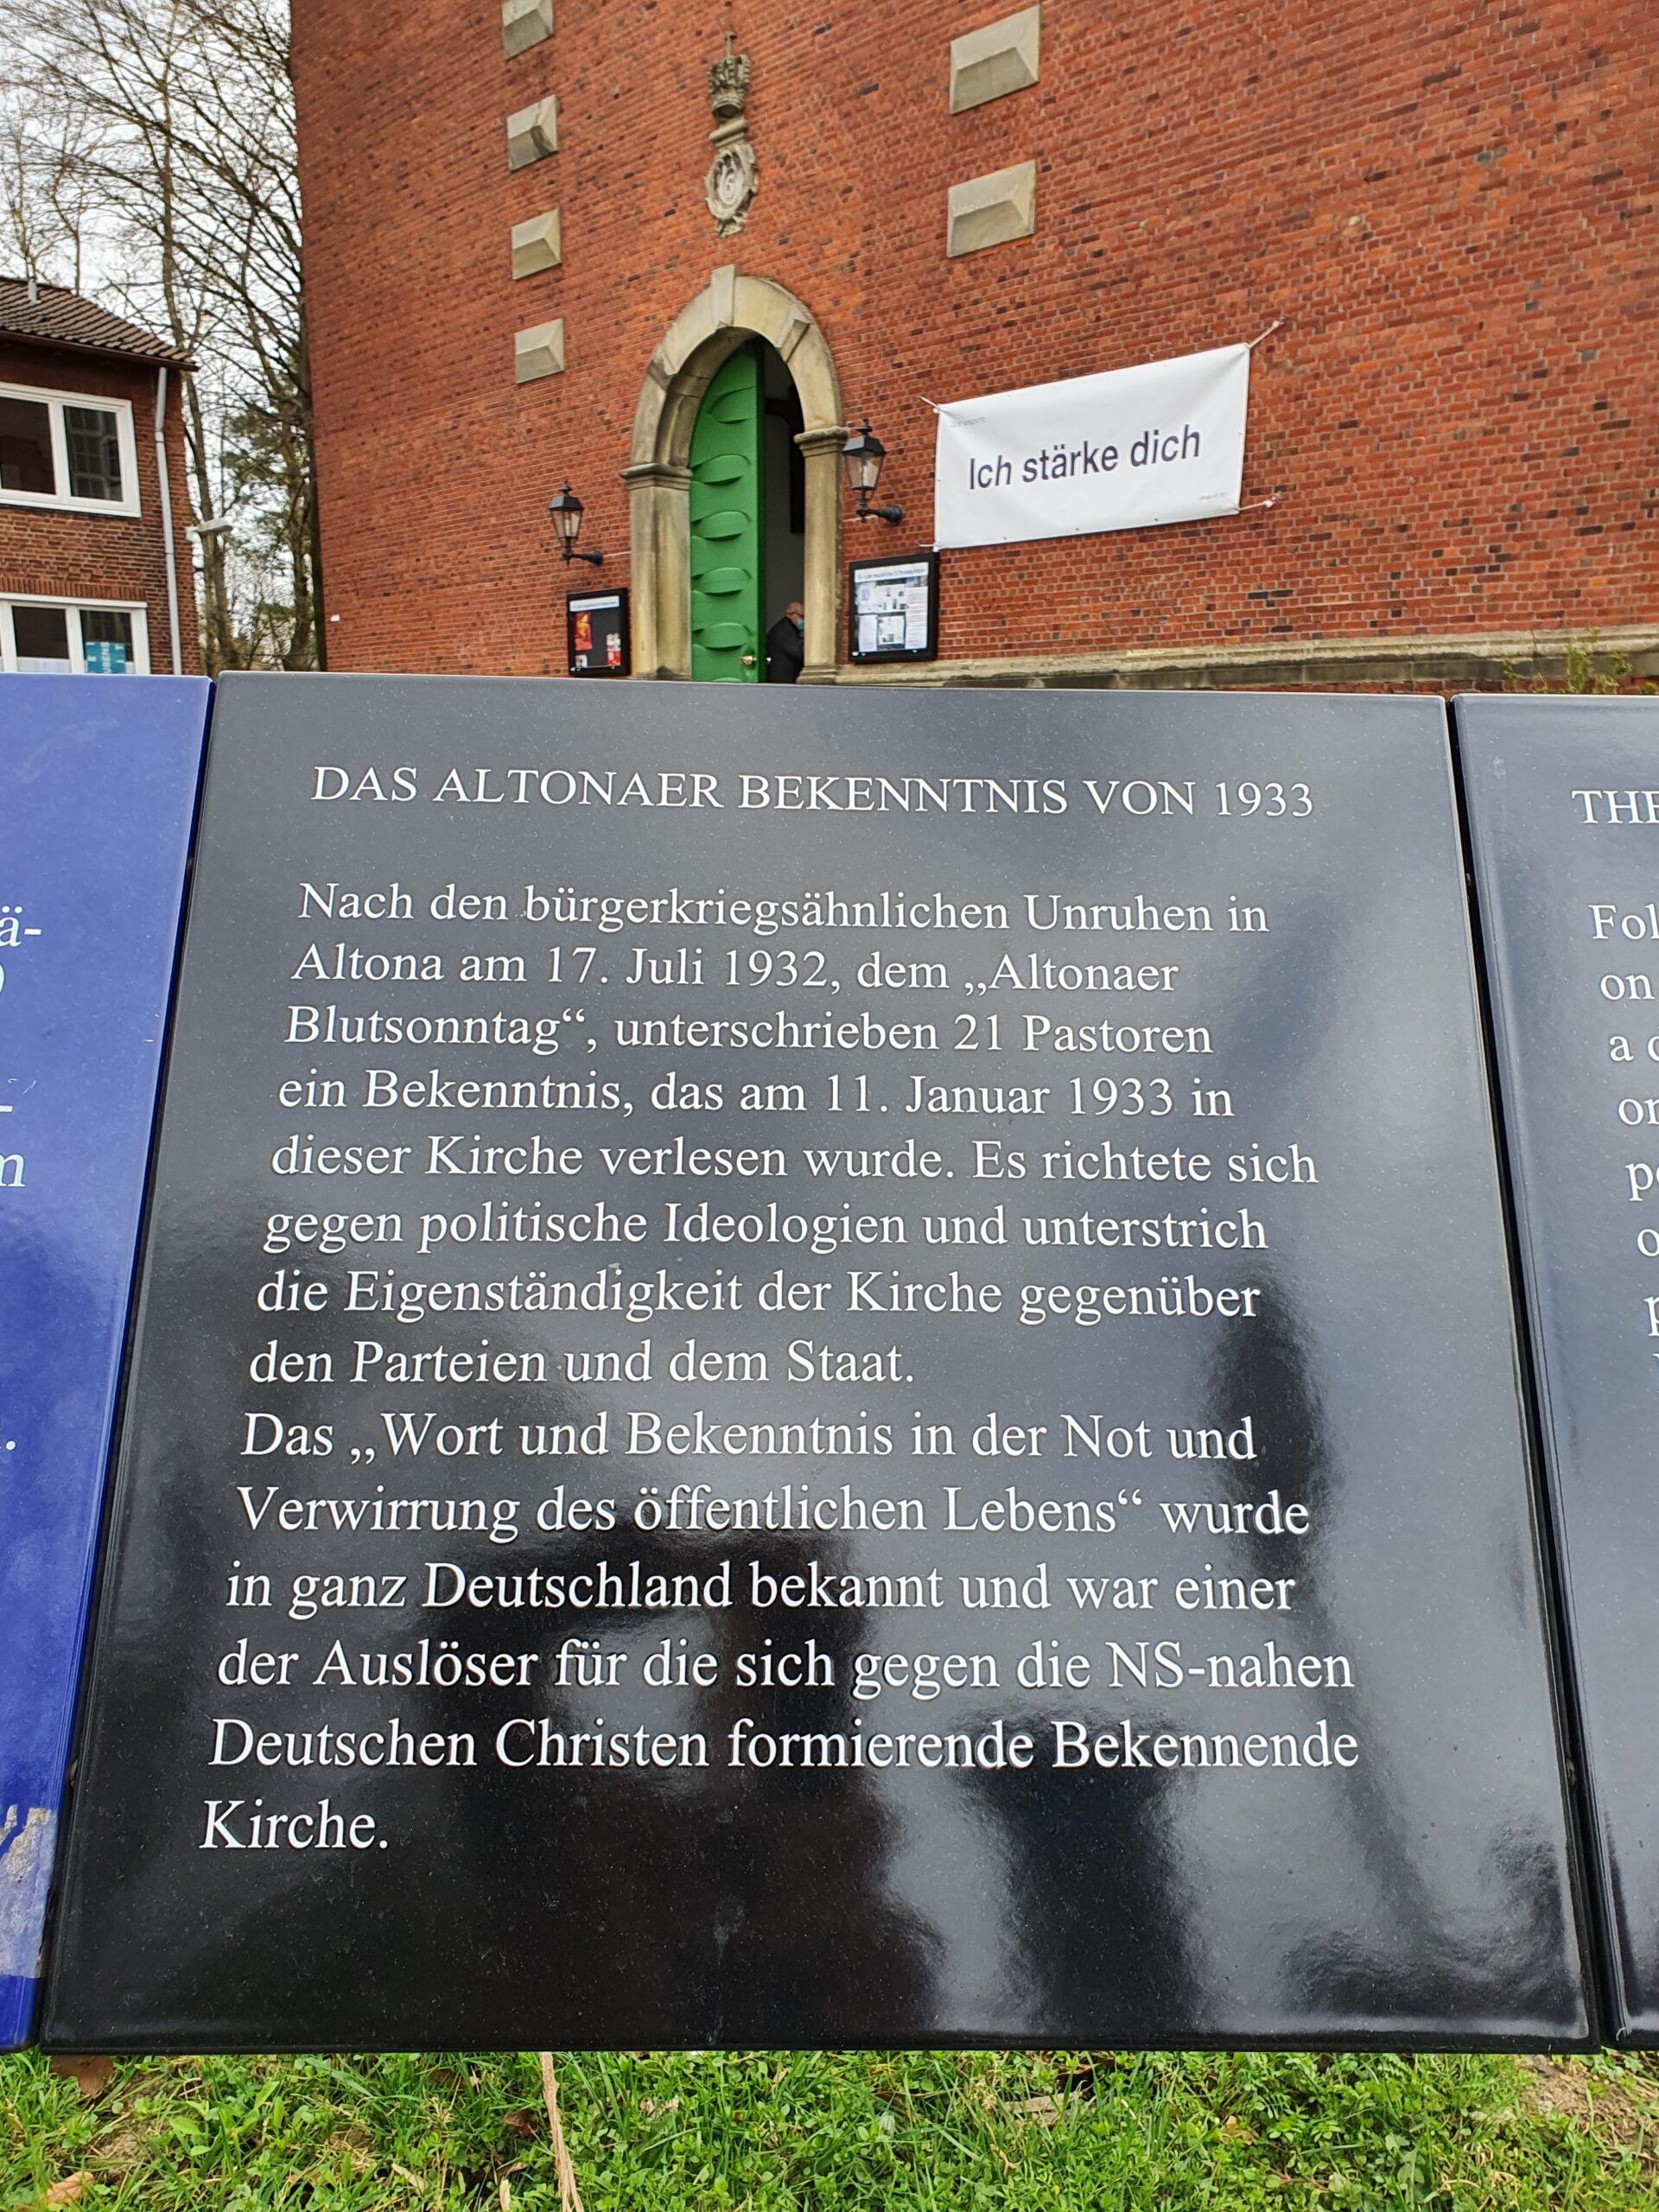 Ich stärke dich
DAS ALTONAER BEKENNTNIS VON 1933
Nach den bürgerkriegsähnlichen Unruhen in
Altona am 17. Juli 1932, dem „Altonaer
Blutsonntag“, unterschrieben 21 Pastoren
ein Bekenntnis, das am 11. Januar 1933 in
dieser Kirche verlesen wurde. Es richtete sich
gegen politische Ideologien und unterstrich
die Eigenständigkeit der Kirche gegenüber
den Parteien und dem Staat.
Das „Wort und Bekenntnis in der Not und
Verwirrung des öffentlichen Lebens“ wurde
in ganz Deutschland bekannt und war einer
der Auslöser für die sich gegen die NS-nahen
Deutschen Christen formierende Bekennende
Kirche.
THE
Fol
on
a